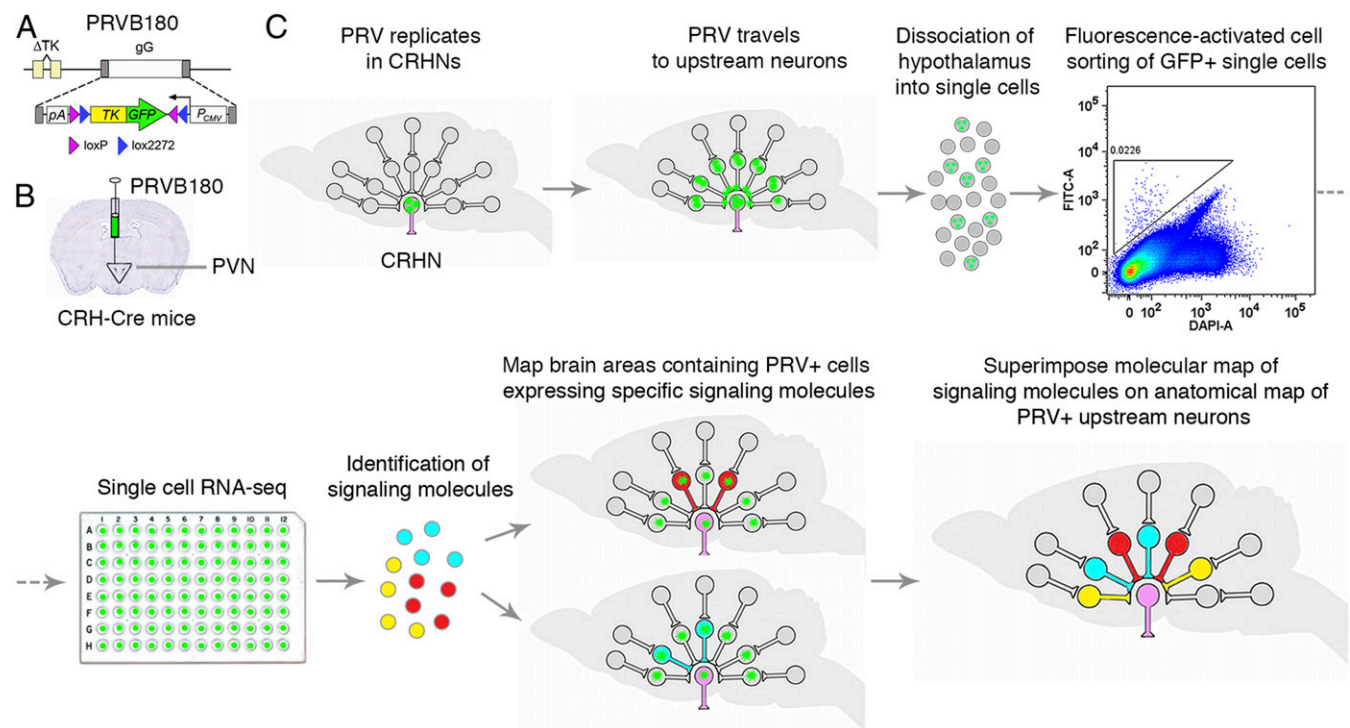 A
PRVB180
ΔTK
gG
pA
TK
GFP
PCMV
loxP
lox2272
B
PRVB180
PVN
CRH-Cre mice
C
PRV replicates
in CRHNs
CRHN
PRV travels
to upstream neurons
Dissociation of
hypothalamus
into single cells
Fluorescence-activated cell
sorting of GFP+ single cells
0.0226
FITC-A
10⁵
10⁴
10³
10²
0
0 10² 10³ 10⁴ 10⁵
DAPI-A
Single cell RNA-seq
1 2 3 4 5 6 7 8 9 10 11 12
A
B
C
D
E
F
G
H
Identification of
signaling molecules
Map brain areas containing PRV+ cells
expressing specific signaling molecules
Superimpose molecular map of
signaling molecules on anatomical map of
PRV+ upstream neurons